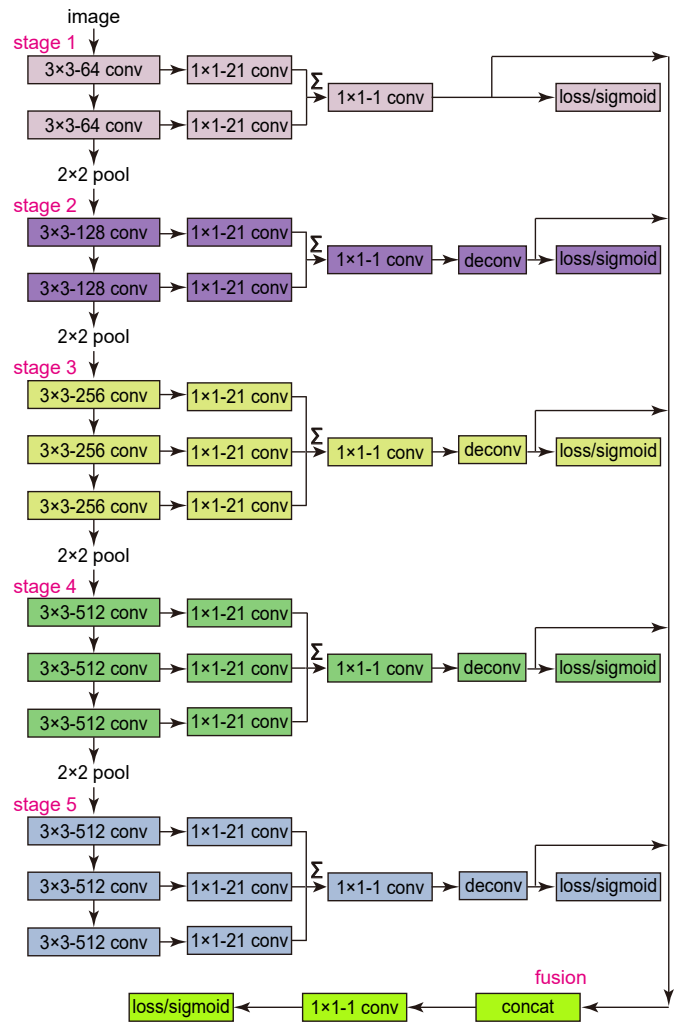 image
stage 1
3×3-64 conv 1×1-21 conv
Σ
1×1-1 conv loss/sigmoid
3×3-64 conv 1×1-21 conv
2×2 pool
stage 2
3×3-128 conv 1×1-21 conv
Σ
1×1-1 conv deconv loss/sigmoid
3×3-128 conv 1×1-21 conv
2×2 pool
stage 3
3×3-256 conv 1×1-21 conv
Σ
3×3-256 conv 1×1-21 conv 1×1-1 conv deconv loss/sigmoid
3×3-256 conv 1×1-21 conv
2×2 pool
stage 4
3×3-512 conv 1×1-21 conv
Σ
3×3-512 conv 1×1-21 conv 1×1-1 conv deconv loss/sigmoid
3×3-512 conv 1×1-21 conv
2×2 pool
stage 5
3×3-512 conv 1×1-21 conv
Σ
3×3-512 conv 1×1-21 conv 1×1-1 conv deconv loss/sigmoid
3×3-512 conv 1×1-21 conv
fusion
loss/sigmoid 1×1-1 conv concat